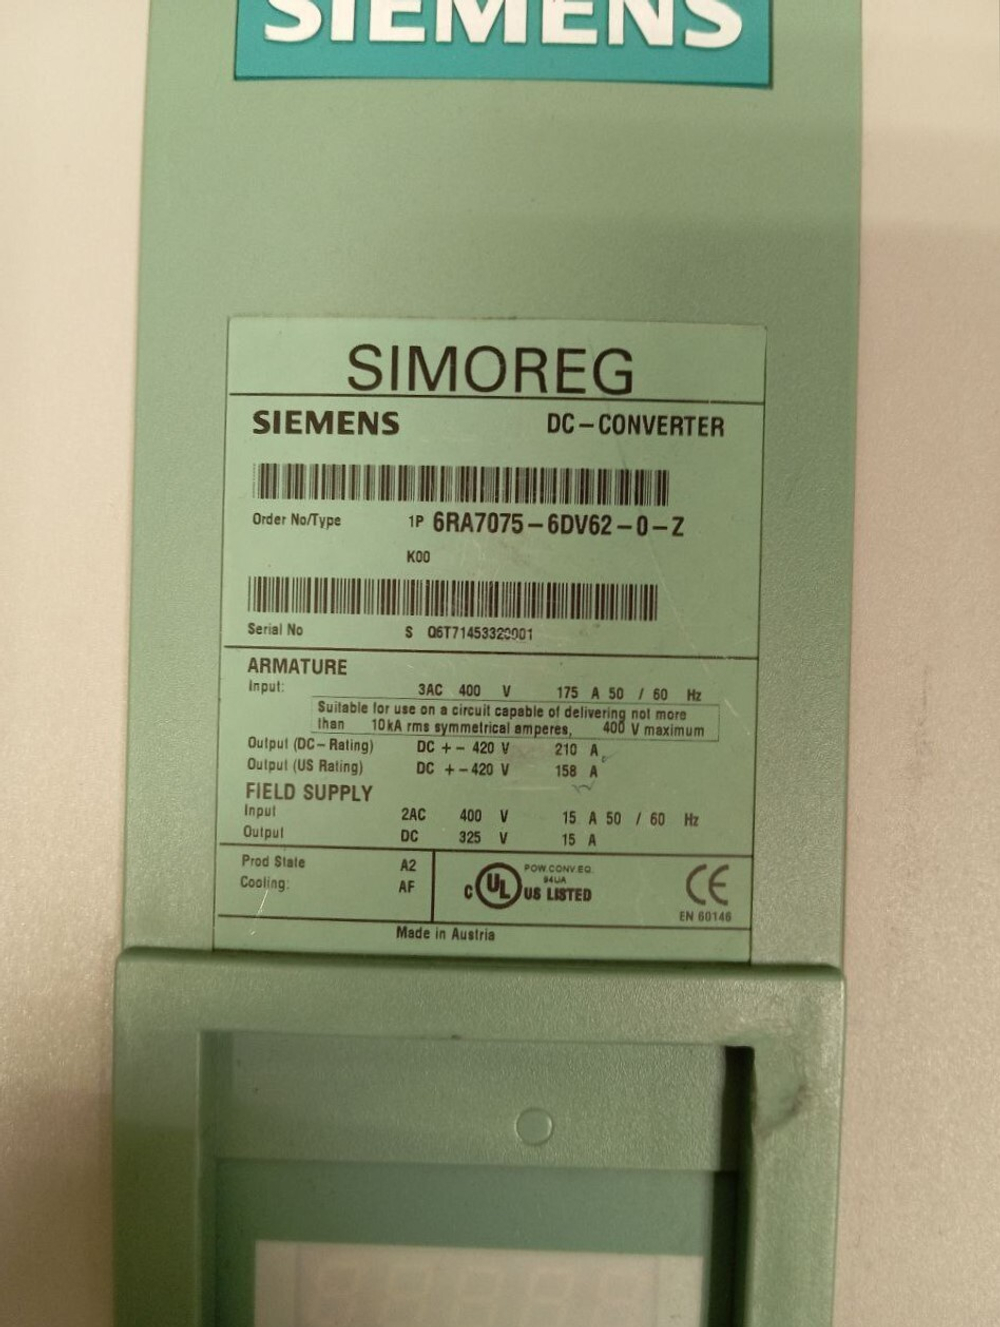 SIEMENS
SIMOREG
SIEMENS DC-CONVERTER
Order No/Type 1P 6RA7075-6DV62-0-Z
K00
Serial No S Q6T71453320001
ARMATURE
Input: 3AC 400 V 175 A 50 / 60 Hz
Suitable for use on a circuit capable of delivering not more
than 10kA rms symmetrical amperes, 400 V maximum
Output (DC-Rating) DC +- 420 V 210 A
Output (US Rating) DC +-420 V 158 A
FIELD SUPPLY
Input 2AC 400 V 15 A 50 / 60 Hz
Output DC 325 V 15 A
Prod State A2
Cooling: AF
C UL US LISTED
POW.CONV.EQ.
94UA
CE
EN 60146
Made in Austria